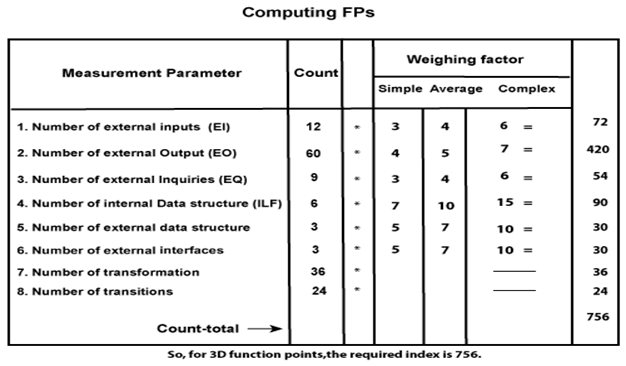 Computing FPs
Measurement Parameter Count Weighing factor
Simple Average Complex
1. Number of external inputs (EI) 12 * 3 4 6 = 72
2. Number of external Output (EO) 60 * 4 5 7 = 420
3. Number of external Inquiries (EQ) 9 * 3 4 6 = 54
4. Number of internal Data structure (ILF) 6 * 7 10 15 = 90
5. Number of external data structure 3 * 5 7 10 = 30
6. Number of external interfaces 3 * 5 7 10 = 30
7. Number of transformation 36 * 36
8. Number of transitions 24 * 24
Count-total → 756
So, for 3D function points,the required index is 756.